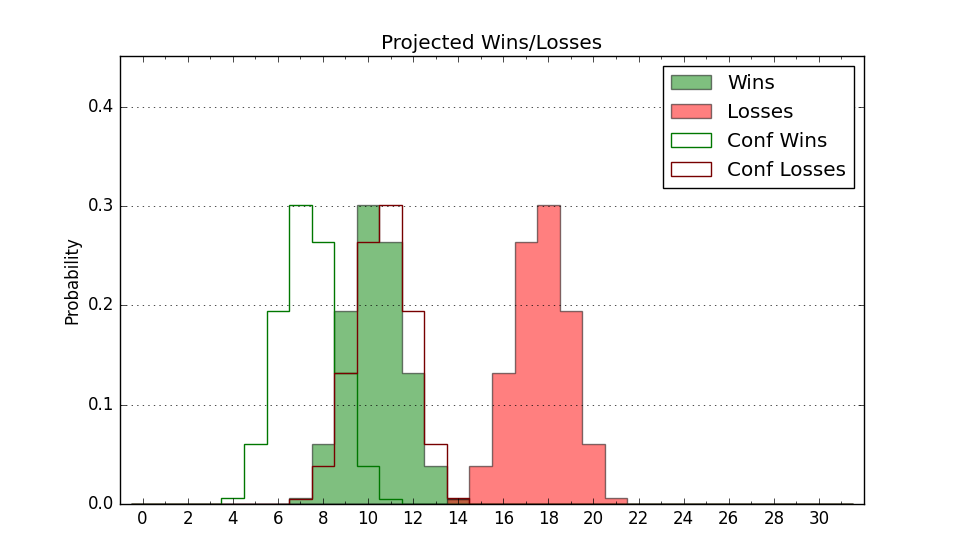 Projected Wins/Losses
Wins
Losses
Conf Wins
Conf Losses
Probability
0.4
0.3
0.2
0.1
0.0
0 2 4 6 8 10 12 14 16 18 20 22 24 26 28 30